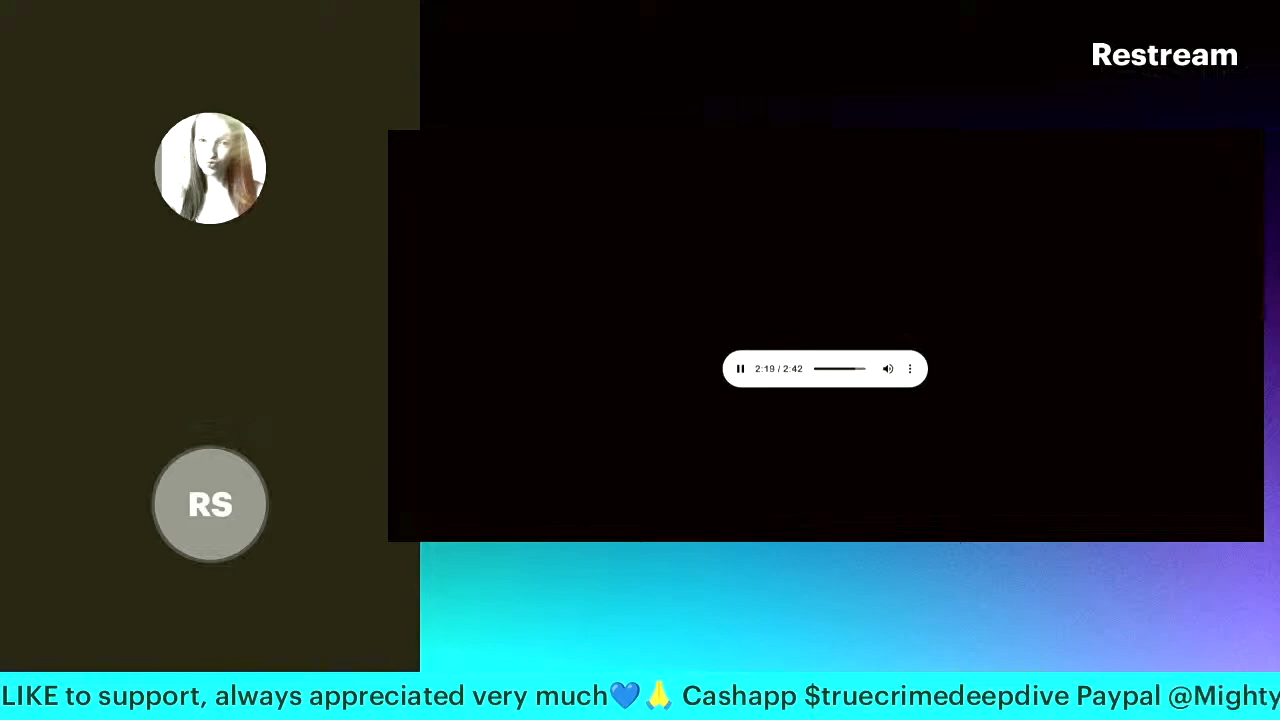 Restream
2:19 / 2:42
RS
LIKE to support, always appreciated very much💙🙏 Cashapp $truecrimedeepdive Paypal @Mighty